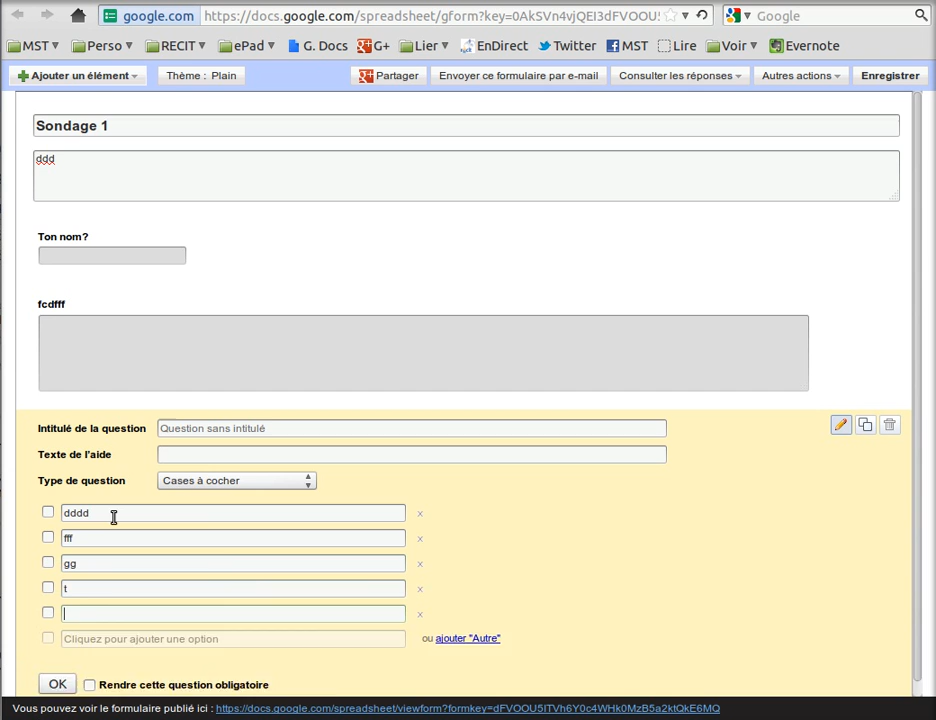 google.com https://docs.google.com/spreadsheet/gform?key=0AkSVn4vjQEI3dFVOOU! Google
MST Perso RECIT ePad G. Docs G+ Lier EnDirect Twitter MST Lire Voir Evernote
Ajouter un élément Thème : Plain Partager Envoyer ce formulaire par e-mail Consulter les réponses Autres actions Enregistrer
Sondage 1
ddd
Ton nom?
fcdfff
Intitulé de la question Question sans intitulé
Texte de l'aide
Type de question Cases à cocher
dddd x
fff x
gg x
t x
x
Cliquez pour ajouter une option ou ajouter "Autre"
OK Rendre cette question obligatoire
Vous pouvez voir le formulaire publié ici : https://docs.google.com/spreadsheet/viewform?formkey=dFVOOU5ITVh6Y0c4WHk0MzB5a2ktQkE6MQ